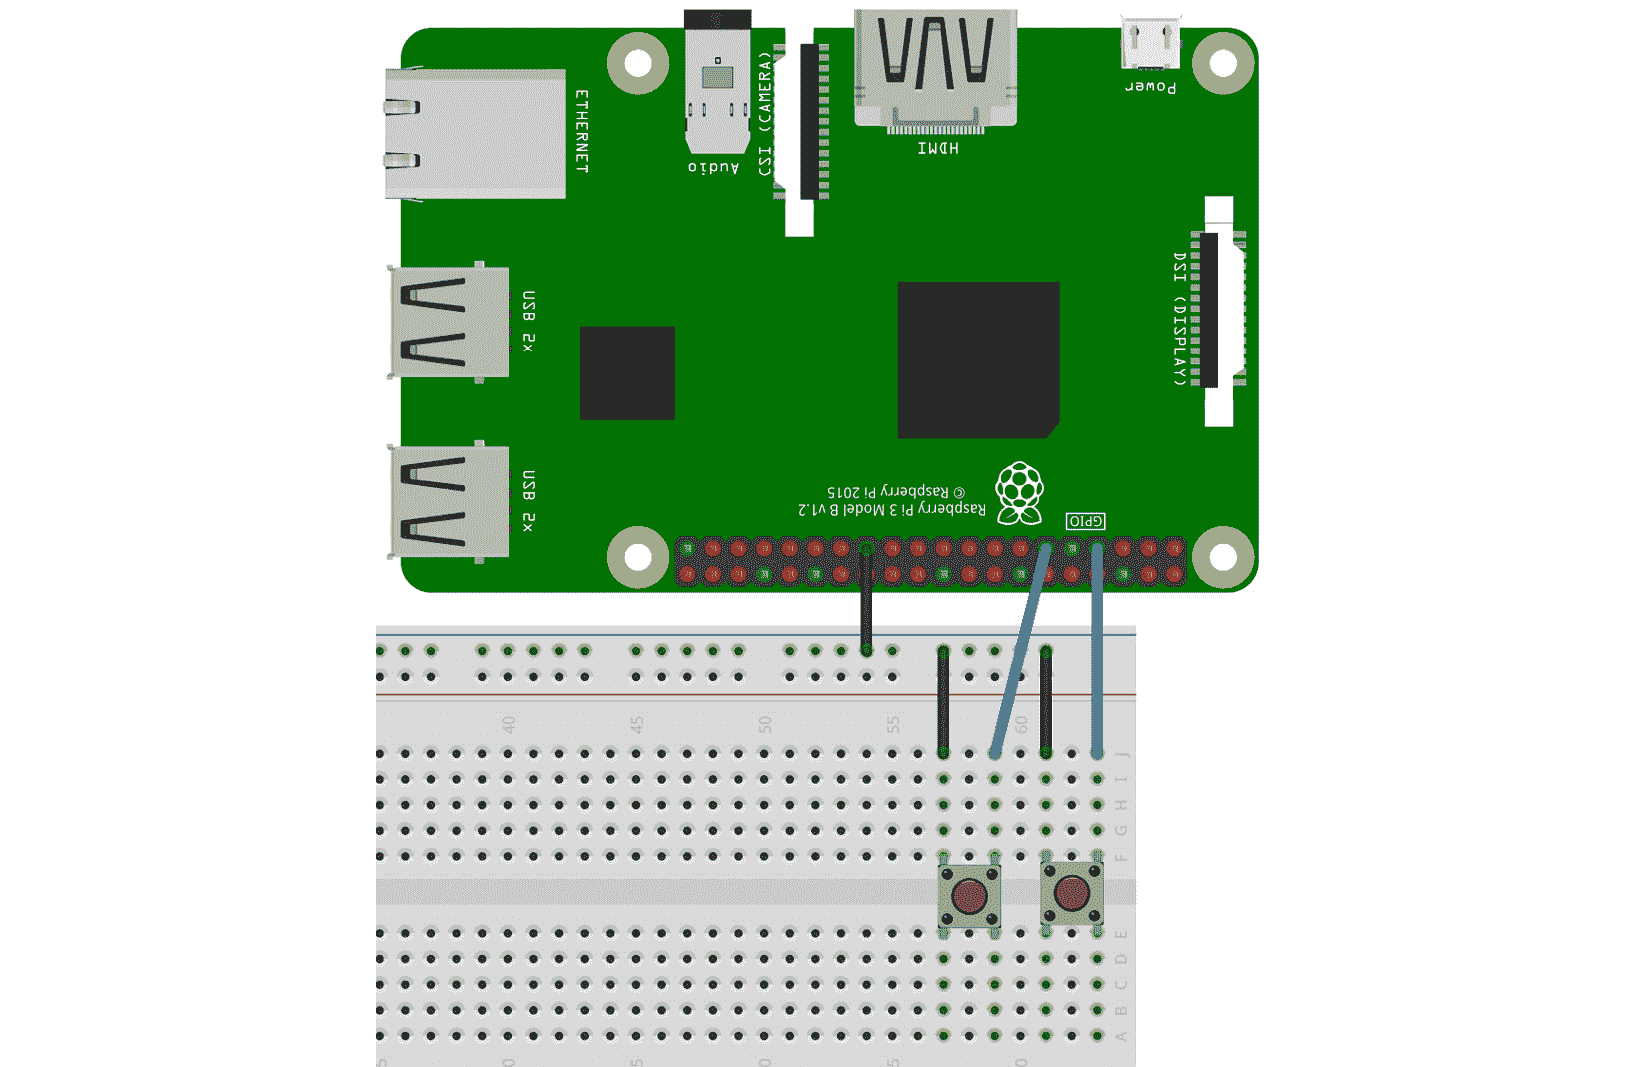 Power
HDMI
Audio
CSI (CAMERA)
ETHERNET
DSI (DISPLAY)
USB 2x
USB 2x
Raspberry Pi 3 Model B v1.2
© Raspberry Pi 2015
GPIO
40 45 50 55 60
J
I
H
G
F
E
D
C
B
A